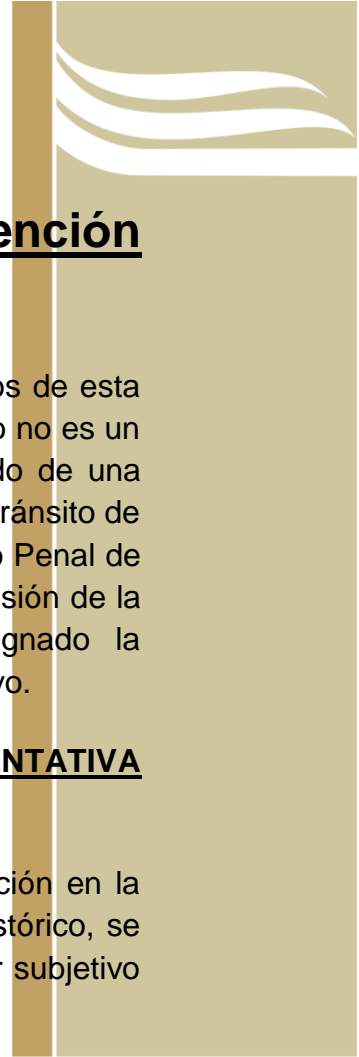 ención
os de esta
o no es un
do de una
ránsito de
o Penal de
sión de la
gnado la
vo.
NTATIVA
ción en la
stórico, se
r subjetivo